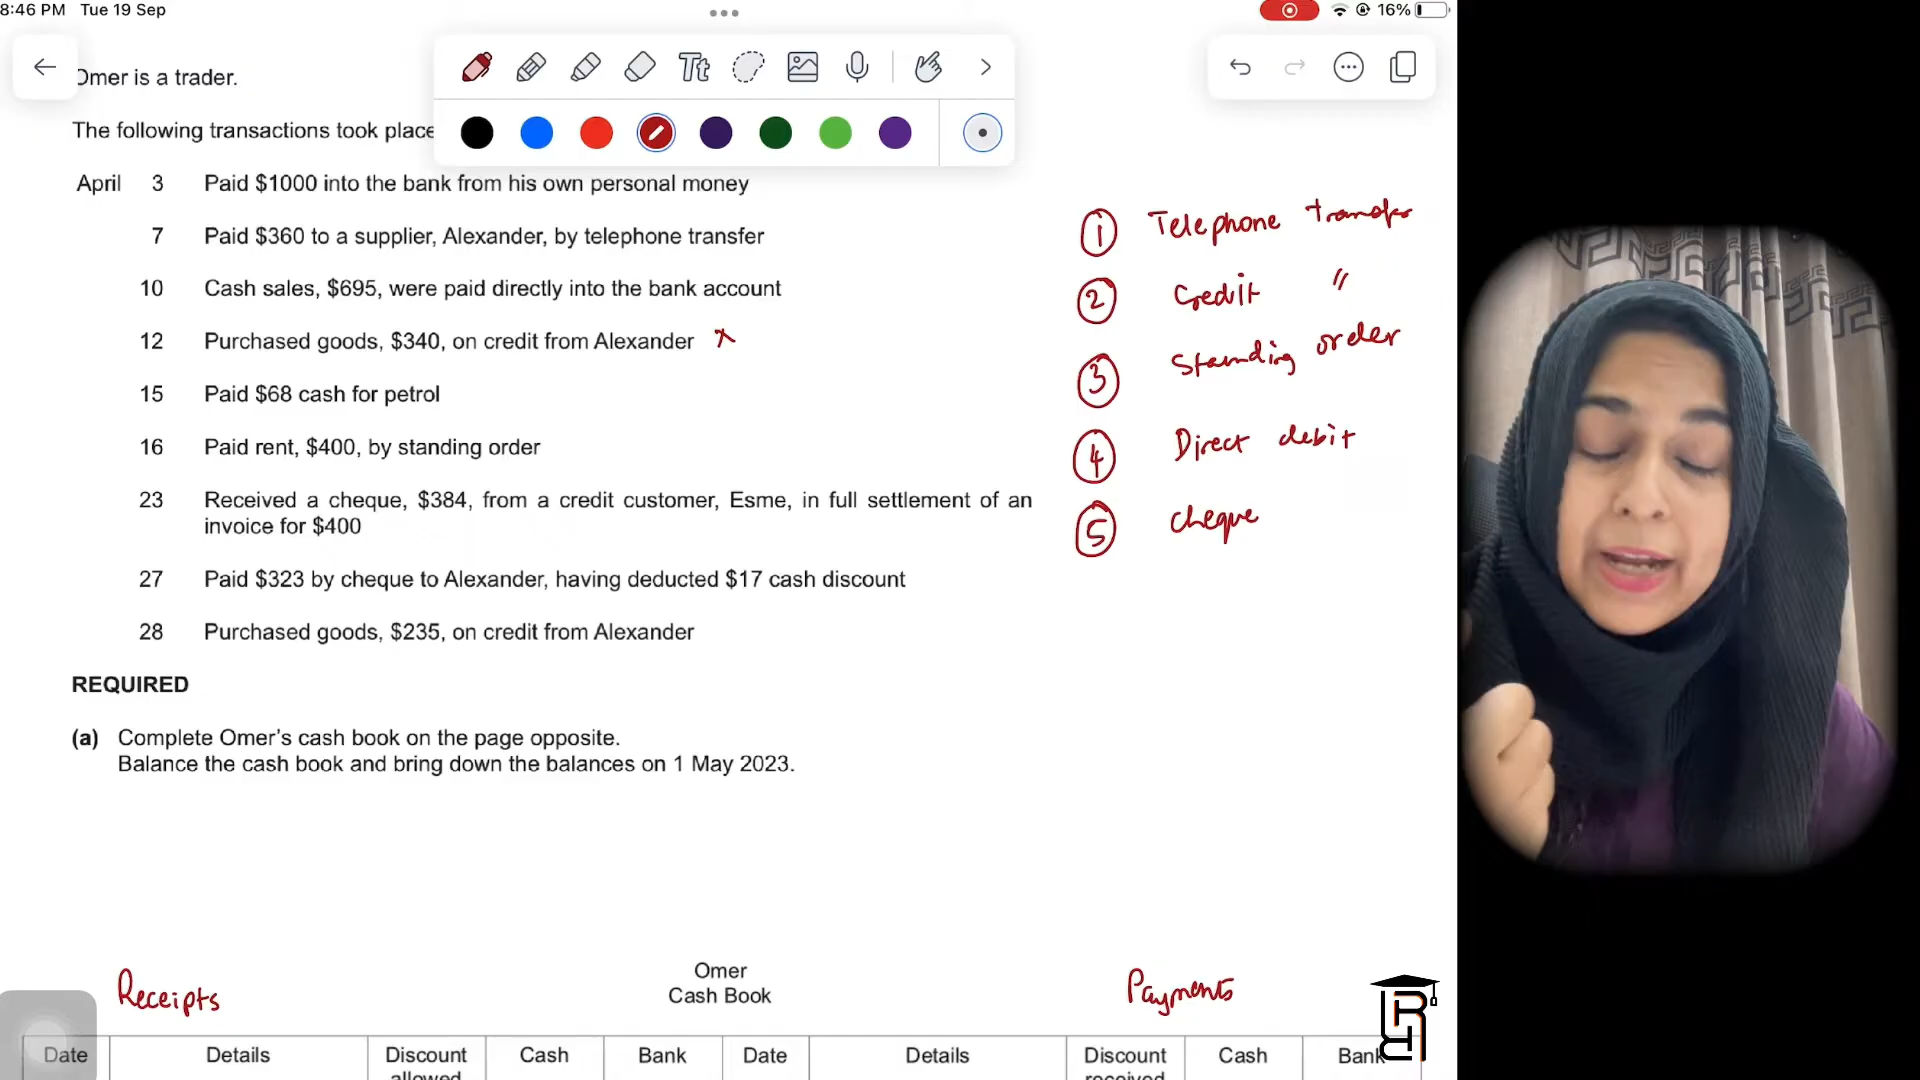 8:46 PM Tue 19 Sep
16%
Omer is a trader.
Tt
The following transactions took place
April 3 Paid $1000 into the bank from his own personal money
7 Paid $360 to a supplier, Alexander, by telephone transfer
10 Cash sales, $695, were paid directly into the bank account
12 Purchased goods, $340, on credit from Alexander x
15 Paid $68 cash for petrol
16 Paid rent, $400, by standing order
23 Received a cheque, $384, from a credit customer, Esme, in full settlement of an
invoice for $400
27 Paid $323 by cheque to Alexander, having deducted $17 cash discount
28 Purchased goods, $235, on credit from Alexander
1 Telephone transfer
2 Credit "
3 Standing order
4 Direct debit
5 cheque
REQUIRED
(a) Complete Omer's cash book on the page opposite.
Balance the cash book and bring down the balances on 1 May 2023.
Receipts
Omer
Cash Book
Payments
Date Details Discount Cash Bank Date Details Discount Cash Bank
allowed received